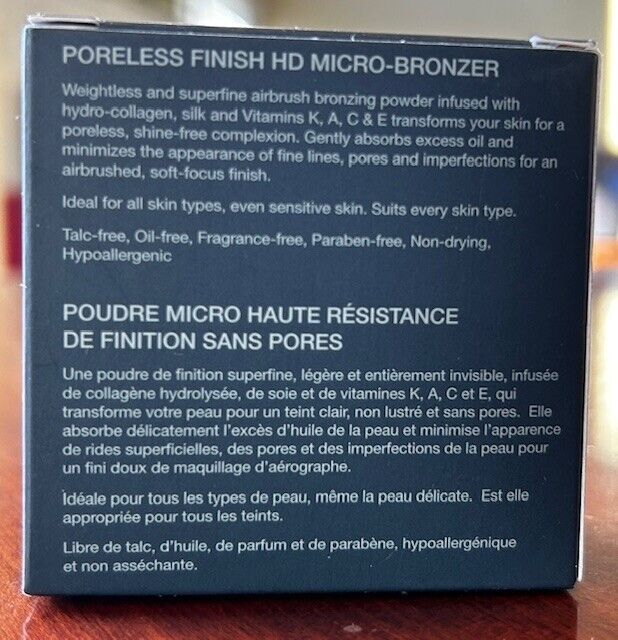 PORELESS FINISH HD MICRO-BRONZER
Weightless and superfine airbrush bronzing powder infused with
hydro-collagen, silk and Vitamins K, A, C & E transforms your skin for a
poreless, shine-free complexion. Gently absorbs excess oil and
minimizes the appearance of fine lines, pores and imperfections for an
airbrushed, soft-focus finish.
Ideal for all skin types, even sensitive skin. Suits every skin type.
Talc-free, Oil-free, Fragrance-free, Paraben-free, Non-drying,
Hypoallergenic
POUDRE MICRO HAUTE RÉSISTANCE
DE FINITION SANS PORES
Une poudre de finition superfine, légère et entièrement invisible, infusée
de collagène hydrolysée, de soie et de vitamines K, A, C et E, qui
transforme votre peau pour un teint clair, non lustré et sans pores. Elle
absorbe délicatement l'excès d'huile de la peau et minimise l'apparence
de rides superficielles, des pores et des imperfections de la peau pour
un fini doux de maquillage d'aérographe.
Idéale pour tous les types de peau, même la peau délicate. Est elle
appropriée pour tous les teints.
Libre de talc, d'huile, de parfum et de parabène, hypoallergénique
et non asséchante.